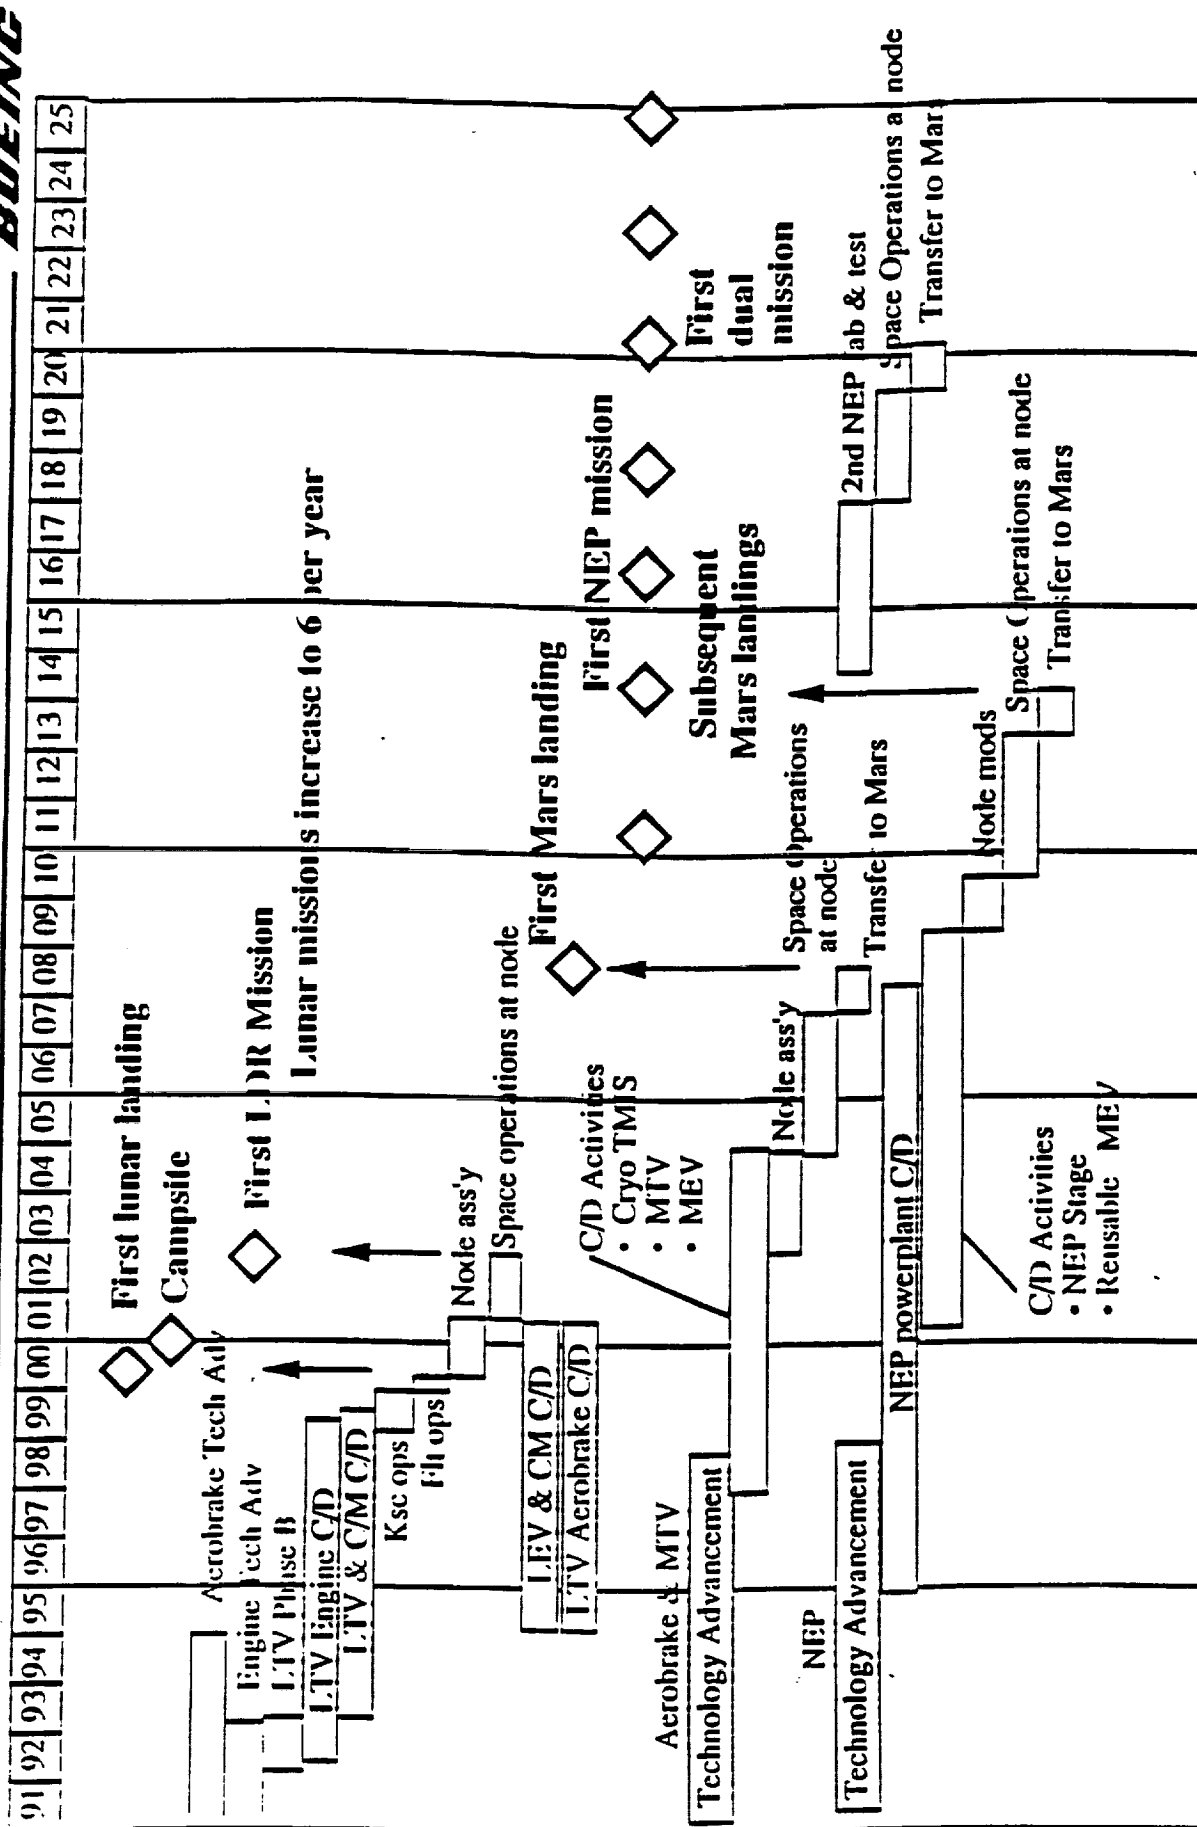 BOEING
91 92 93 94 95 96 97 98 99 00 01 02 03 04 05 06 07 08 09 10 11 12 13 14 15 16 17 18 19 20 21 22 23 24 25
First lunar landing
Campsite
First LDR Mission
Lunar missions increase to 6 per year
Aerobrake Tech Adv
Engine Tech Adv
LTV Phase B
LTV Engine C/D
LTV & C/M C/D
Ksc ops
Flt ops
Node ass'y
Space operations at node
LEV & CM C/D
LTV Aerobrake C/D
First Mars landing
First NEP mission
Subsequent
Mars landings
First
dual
mission
C/D Activities
• Cryo TMIS
• MTV
• MEV
Aerobrake & MTV
Technology Advancement
Node ass'y
Space Operations
at node
Transfer to Mars
NEP
Technology Advancement
NEP powerplant C/D
2nd NEP fab & test
Space Operations at node
Transfer to Mars
Node mods
Space Operations at node
Transfer to Mars
C/D Activities
• NEP Stage
• Reusable MEV